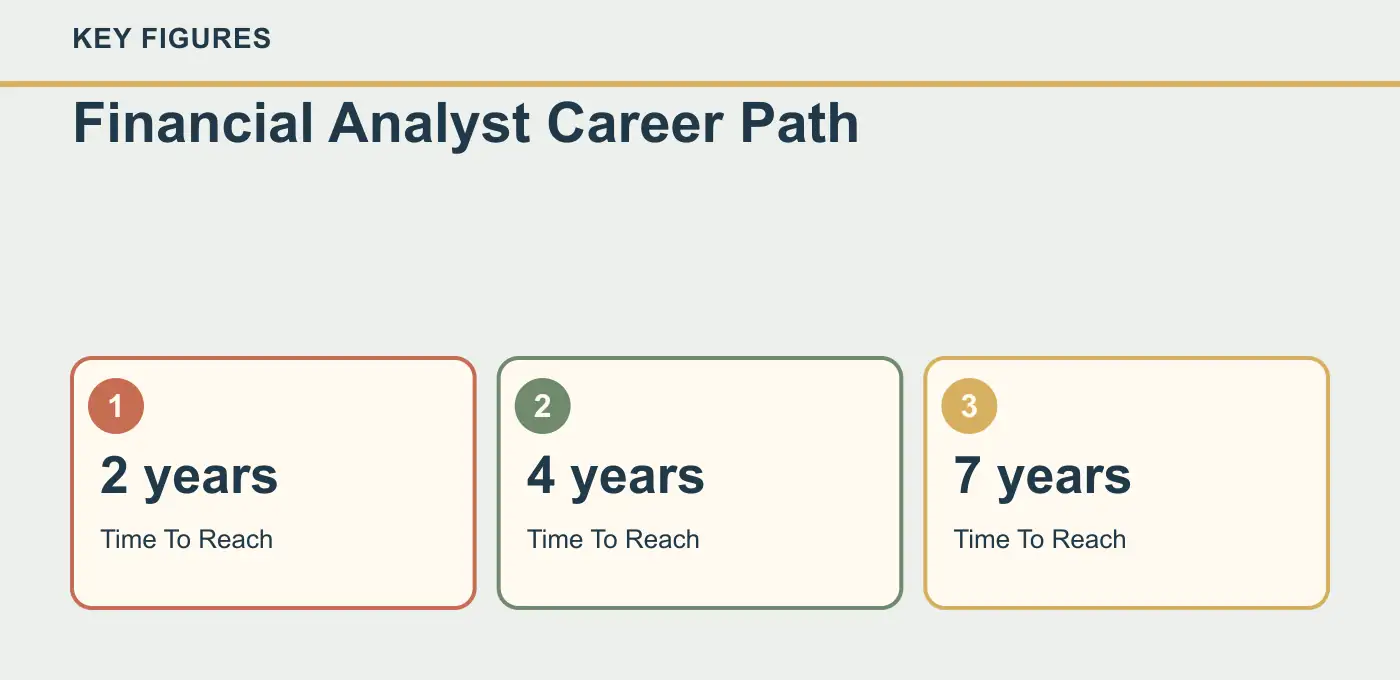 KEY FIGURES
Financial Analyst Career Path
1
2 years
Time To Reach
2
4 years
Time To Reach
3
7 years
Time To Reach